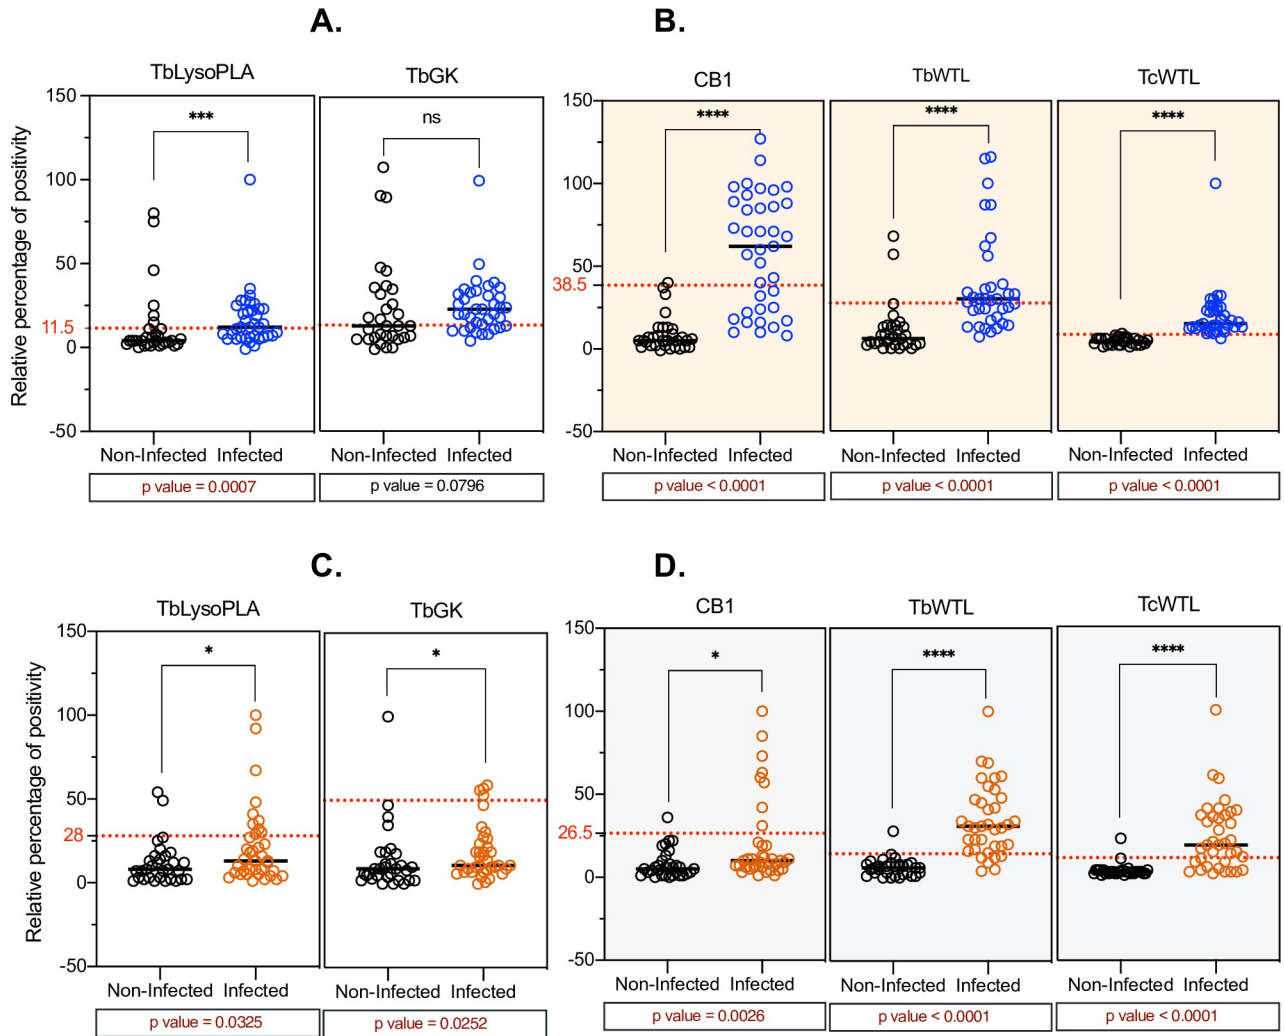 A.
B.
TbLysoPLA
TbGK
CB1
TbWTL
TcWTL
Relative percentage of positivity
150
100
50
11.5
0
-50
***
ns
150
100
50
38.5
0
-50
****
****
****
Non-Infected Infected
Non-Infected Infected
Non-Infected Infected
Non-Infected Infected
Non-Infected Infected
p value = 0.0007
p value = 0.0796
p value < 0.0001
p value < 0.0001
p value < 0.0001
C.
D.
TbLysoPLA
TbGK
CB1
TbWTL
TcWTL
Relative percentage of positivity
150
100
50
28
0
-50
*
*
150
100
50
26.5
0
-50
*
****
****
Non-Infected Infected
Non-Infected Infected
Non-Infected Infected
Non-Infected Infected
Non-Infected Infected
p value = 0.0325
p value = 0.0252
p value = 0.0026
p value <0.0001
p value < 0.0001